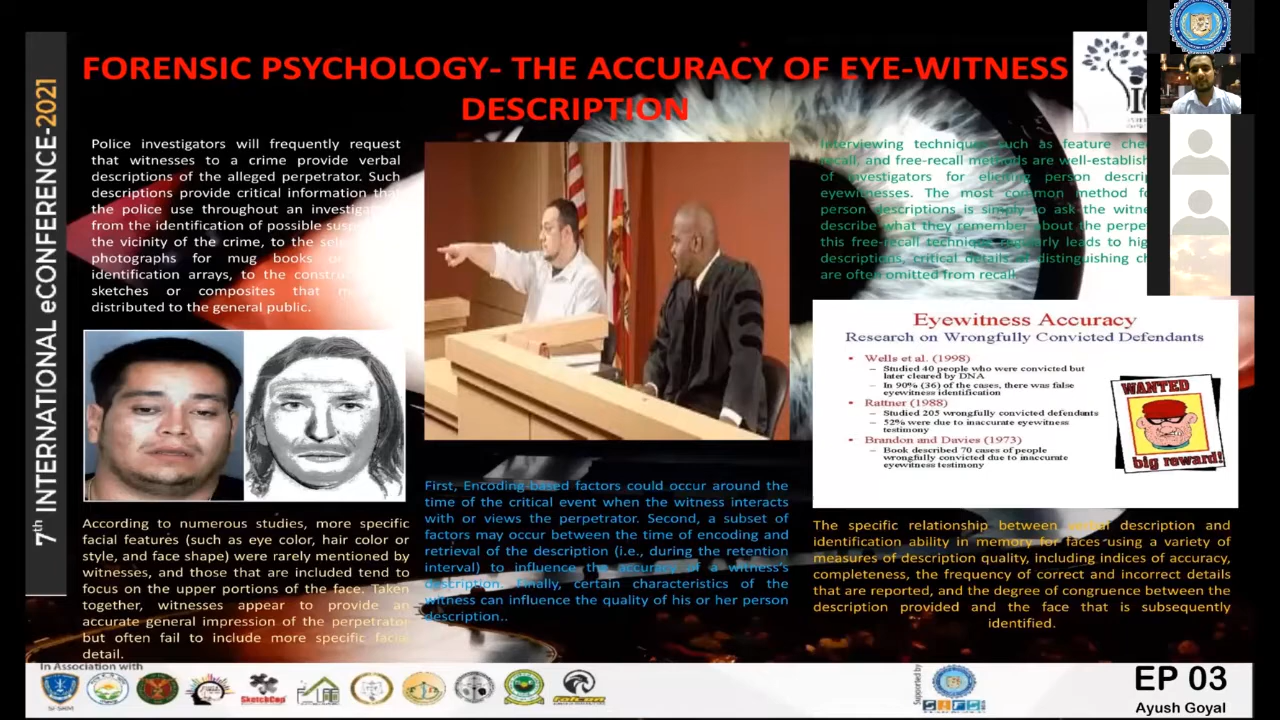 FORENSIC PSYCHOLOGY- THE ACCURACY OF EYE-WITNESS
DESCRIPTION
7th INTERNATIONAL eCONFERENCE-2021
Police investigators will frequently request
that witnesses to a crime provide verbal
descriptions of the alleged perpetrator. Such
descriptions provide critical information that
the police use throughout an
from the identification of possible
the vicinity of the crime, to the
photographs for mug books
identification arrays, to the
sketches or composites that
distributed to the general public.
According to numerous studies, more specific
facial features (such as eye color, hair color or
style, and face shape) were rarely mentioned by
witnesses, and those that are included tend to
focus on the upper portions of the face. Taken
together, witnesses appear to provide an
accurate general impression of the perpetrator
but often fail to include more specific facial
detail.
First, Encoding-based factors could occur around the
time of the critical event when the witness interacts
with or views the perpetrator. Second, a subset of
factors may occur between the time of encoding and
retrieval of the description (i.e., during the retention
interval) to influence the accuracy of a witness's
description. Finally, certain characteristics of the
witness can influence the quality of his or her person
description..
Interviewing techniques such as feature
recall, and free-recall methods are
of investigators for eliciting person
eyewitnesses. The most common method
person descriptions is simply to ask the
describe what they remember about the
this free-recall technique regularly leads to
descriptions, critical details or distinguishing
are often omitted from recall.
Eyewitness Accuracy
Research on Wrongfully Convicted Defendants
• Wells et al. (1998)
– Studied 40 people who were convicted but
later cleared by DNA
– In 90% (36) of the cases, there was false
eyewitness identification
• Rattner (1988)
– Studied 205 wrongfully convicted defendants
– 52% were due to inaccurate eyewitness
testimony
• Brandon and Davies (1973)
– Book described 70 cases of people
wrongfully convicted due to inaccurate
eyewitness testimony
WANTED
big reward!
The specific relationship between verbal description and
identification ability in memory for faces using a variety of
measures of description quality, including indices of accuracy,
completeness, the frequency of correct and incorrect details
that are reported, and the degree of congruence between the
description provided and the face that is subsequently
identified.
In Association with
SketchCop
Supported by
SIFS
EP 03
Ayush Goyal